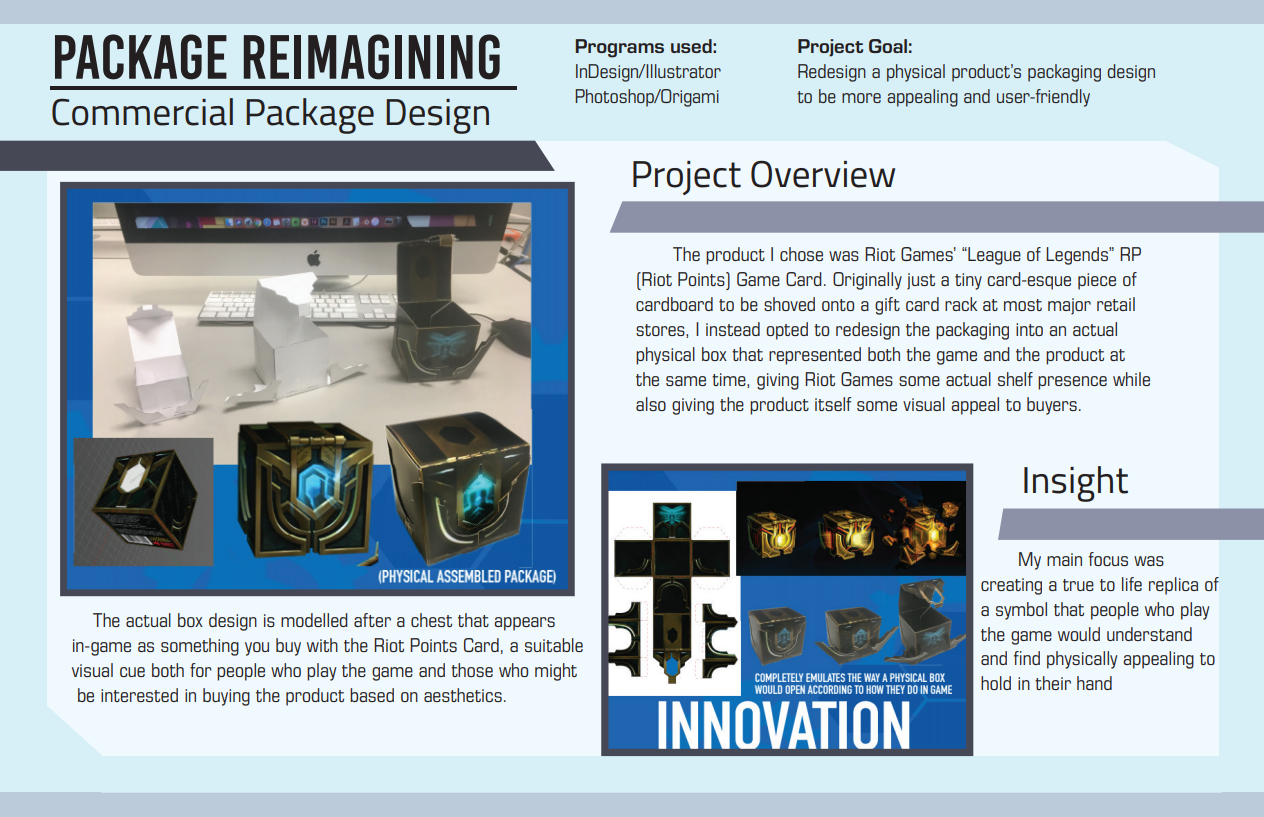 PACKAGE REIMAGINING
Commercial Package Design
Programs used:
InDesign/Illustrator
Photoshop/Origami
Project Goal:
Redesign a physical product's packaging design
to be more appealing and user-friendly
Project Overview
The product I chose was Riot Games' “League of Legends” RP
(Riot Points) Game Card. Originally just a tiny card-esque piece of
cardboard to be shoved onto a gift card rack at most major retail
stores, I instead opted to redesign the packaging into an actual
physical box that represented both the game and the product at
the same time, giving Riot Games some actual shelf presence while
also giving the product itself some visual appeal to buyers.
(PHYSICAL ASSEMBLED PACKAGE)
The actual box design is modelled after a chest that appears
in-game as something you buy with the Riot Points Card, a suitable
visual cue both for people who play the game and those who might
be interested in buying the product based on aesthetics.
COMPLETELY EMULATES THE WAY A PHYSICAL BOX
WOULD OPEN ACCORDING TO HOW THEY DO IN GAME
INNOVATION
Insight
My main focus was
creating a true to life replica of
a symbol that people who play
the game would understand
and find physically appealing to
hold in their hand